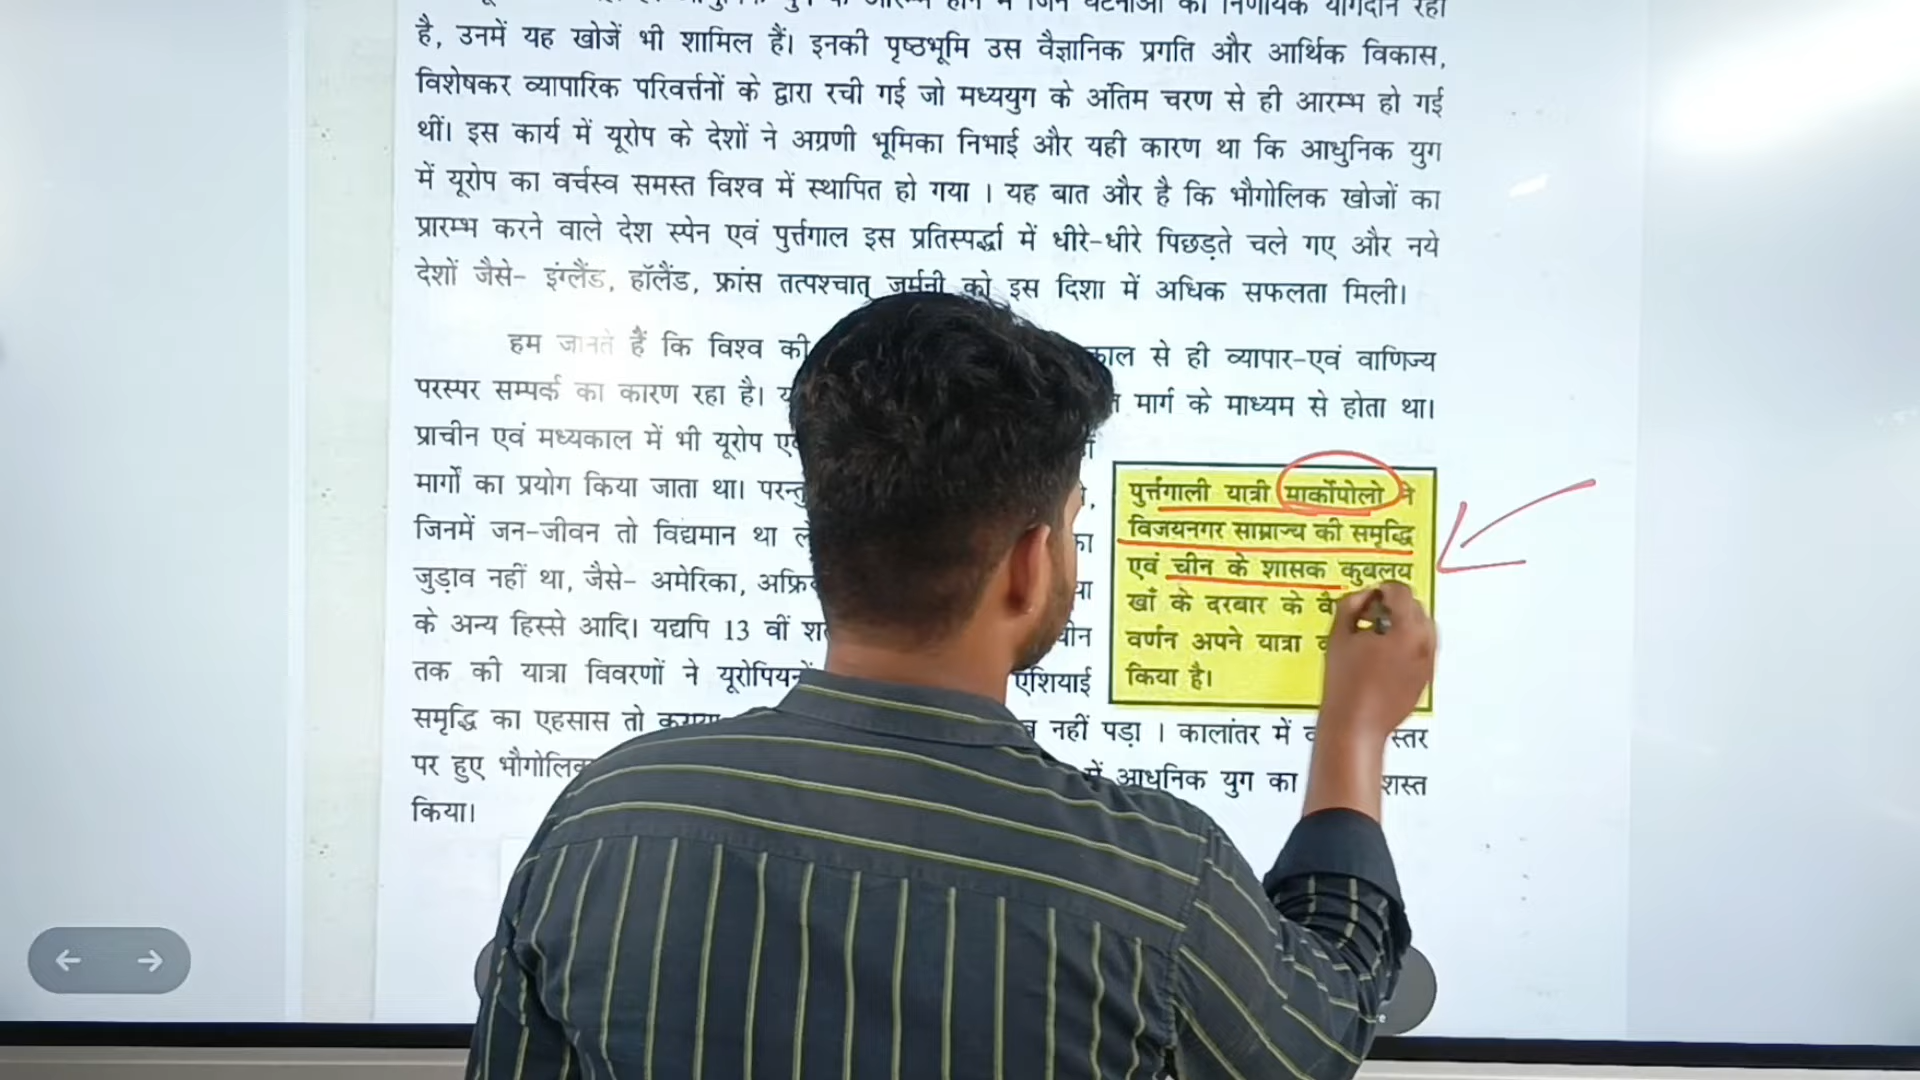 है, उनमें यह खोजें भी शामिल हैं। इनकी पृष्ठभूमि उस वैज्ञानिक प्रगति और आर्थिक विकास,
विशेषकर व्यापारिक परिवर्त्तनों के द्वारा रची गई जो मध्ययुग के अंतिम चरण से ही आरम्भ हो गई
थीं। इस कार्य में यूरोप के देशों ने अग्रणी भूमिका निभाई और यही कारण था कि आधुनिक युग
में यूरोप का वर्चस्व समस्त विश्व में स्थापित हो गया । यह बात और है कि भौगोलिक खोजों का
प्रारम्भ करने वाले देश स्पेन एवं पुर्त्तगाल इस प्रतिस्पर्द्धा में धीरे-धीरे पिछड़ते चले गए और नये
देशों जैसे- इंग्लैंड, हॉलैंड, फ्रांस तत्पश्चात् जर्मनी को इस दिशा में अधिक सफलता मिली।
हम जानते हैं कि विश्व की काल से ही व्यापार-एवं वाणिज्य
परस्पर सम्पर्क का कारण रहा है। मार्ग के माध्यम से होता था।
प्राचीन एवं मध्यकाल में भी यूरोप
मार्गों का प्रयोग किया जाता था। परन्तु
जिनमें जन-जीवन तो विद्यमान था
जुड़ाव नहीं था, जैसे- अमेरिका,
के अन्य हिस्से आदि। यद्यपि 13 वीं
तक की यात्रा विवरणों ने एशियाई
समृद्धि का एहसास तो नहीं पड़ा । कालांतर में
पर हुए में आधुनिक युग का
किया।
पुर्त्तगाली यात्री मार्कोपोलो ने
विजयनगर साम्राज्य की समृद्धि
एवं चीन के शासक कुबलय
खाँ के दरबार के
वर्णन अपने यात्रा
किया है।